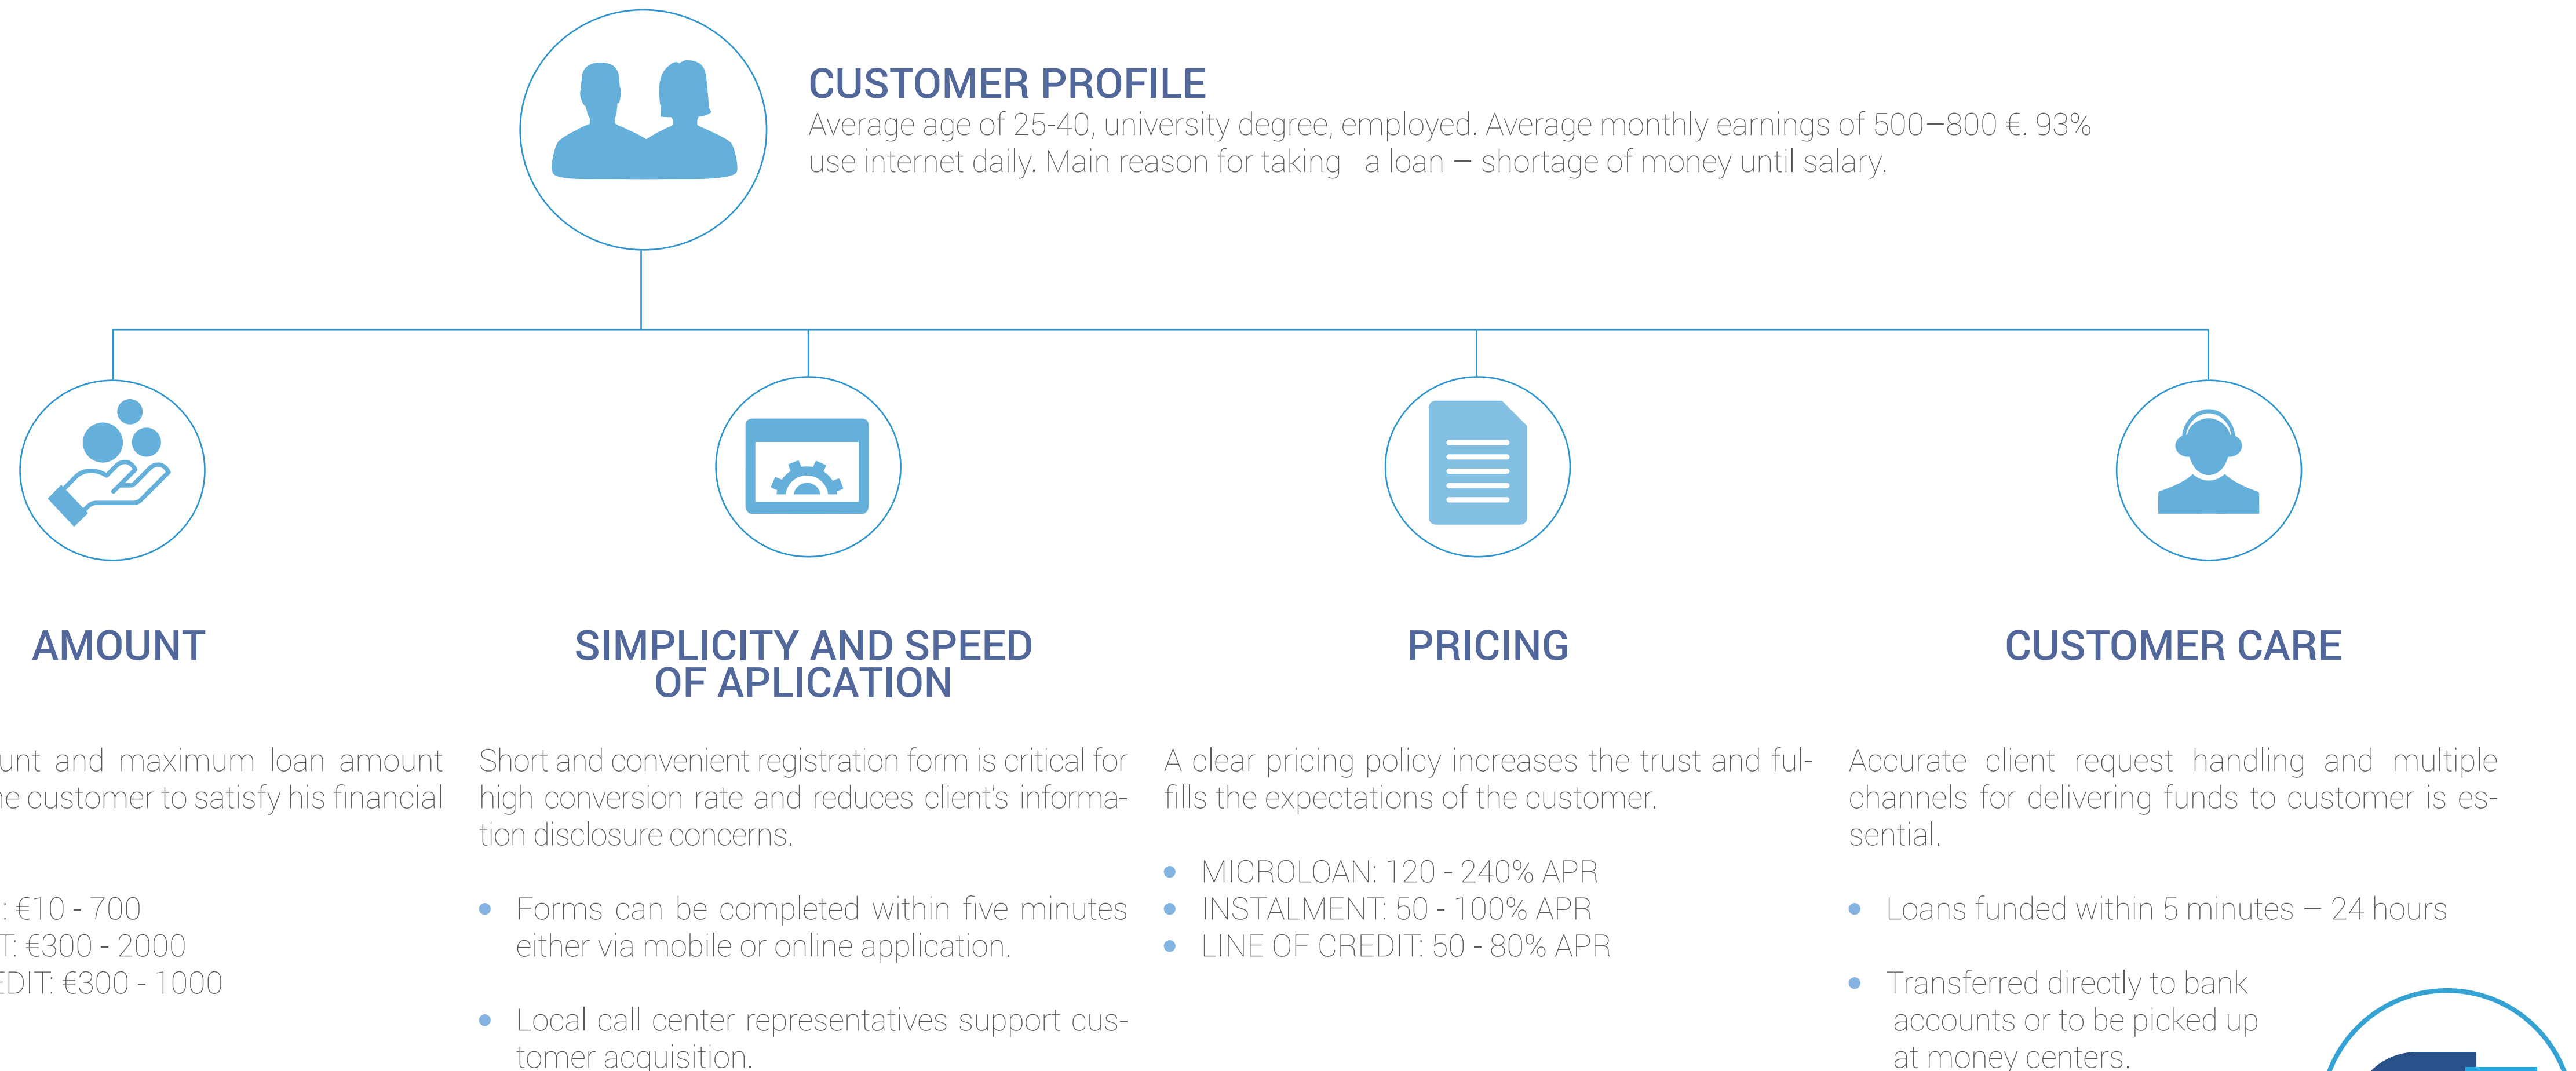 CUSTOMER PROFILE
Average age of 25-40, university degree, employed. Average monthly earnings of 500–800 €. 93%
use internet daily. Main reason for taking a loan – shortage of money until salary.
AMOUNT
unt and maximum loan amount
ne customer to satisfy his financial
: €10 - 700
T: €300 - 2000
EDIT: €300 - 1000
SIMPLICITY AND SPEED
OF APLICATION
Short and convenient registration form is critical for
high conversion rate and reduces client's informa-
tion disclosure concerns.
• Forms can be completed within five minutes
either via mobile or online application.
• Local call center representatives support cus-
tomer acquisition.
PRICING
A clear pricing policy increases the trust and ful-
fills the expectations of the customer.
• MICROLOAN: 120 - 240% APR
• INSTALMENT: 50 - 100% APR
• LINE OF CREDIT: 50 - 80% APR
CUSTOMER CARE
Accurate client request handling and multiple
channels for delivering funds to customer is es-
sential.
• Loans funded within 5 minutes – 24 hours
• Transferred directly to bank
accounts or to be picked up
at money centers.